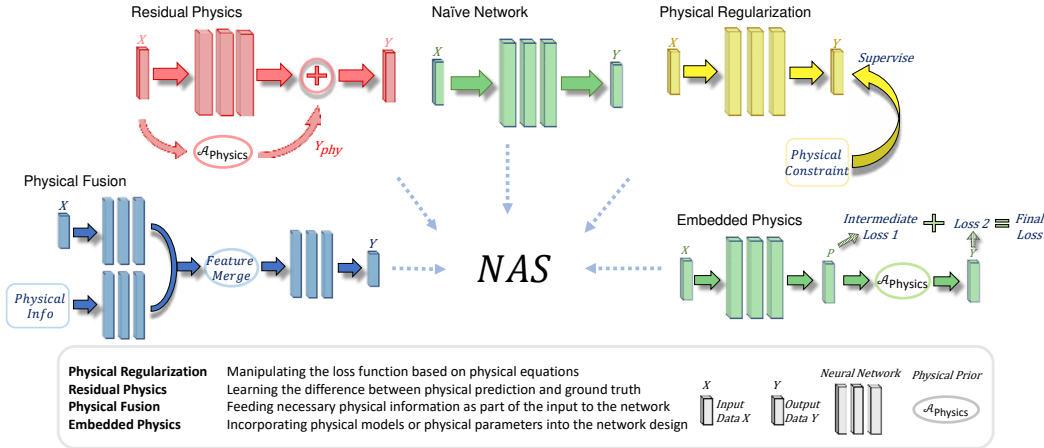 Residual Physics
X
Y
𝒜Physics
Y_phy
Naïve Network
X
Y
Physical Regularization
X
Y
Supervise
Physical
Constraint
Physical Fusion
X
Physical
Info
Feature
Merge
Y
NAS
Embedded Physics
X
P
Intermediate
Loss 1
+
Loss 2
=
Final
Loss
𝒜Physics
Y
Physical Regularization Manipulating the loss function based on physical equations
Residual Physics Learning the difference between physical prediction and ground truth
Physical Fusion Feeding necessary physical information as part of the input to the network
Embedded Physics Incorporating physical models or physical parameters into the network design
X
Input
Data X
Y
Output
Data Y
Neural Network
Physical Prior
𝒜Physics